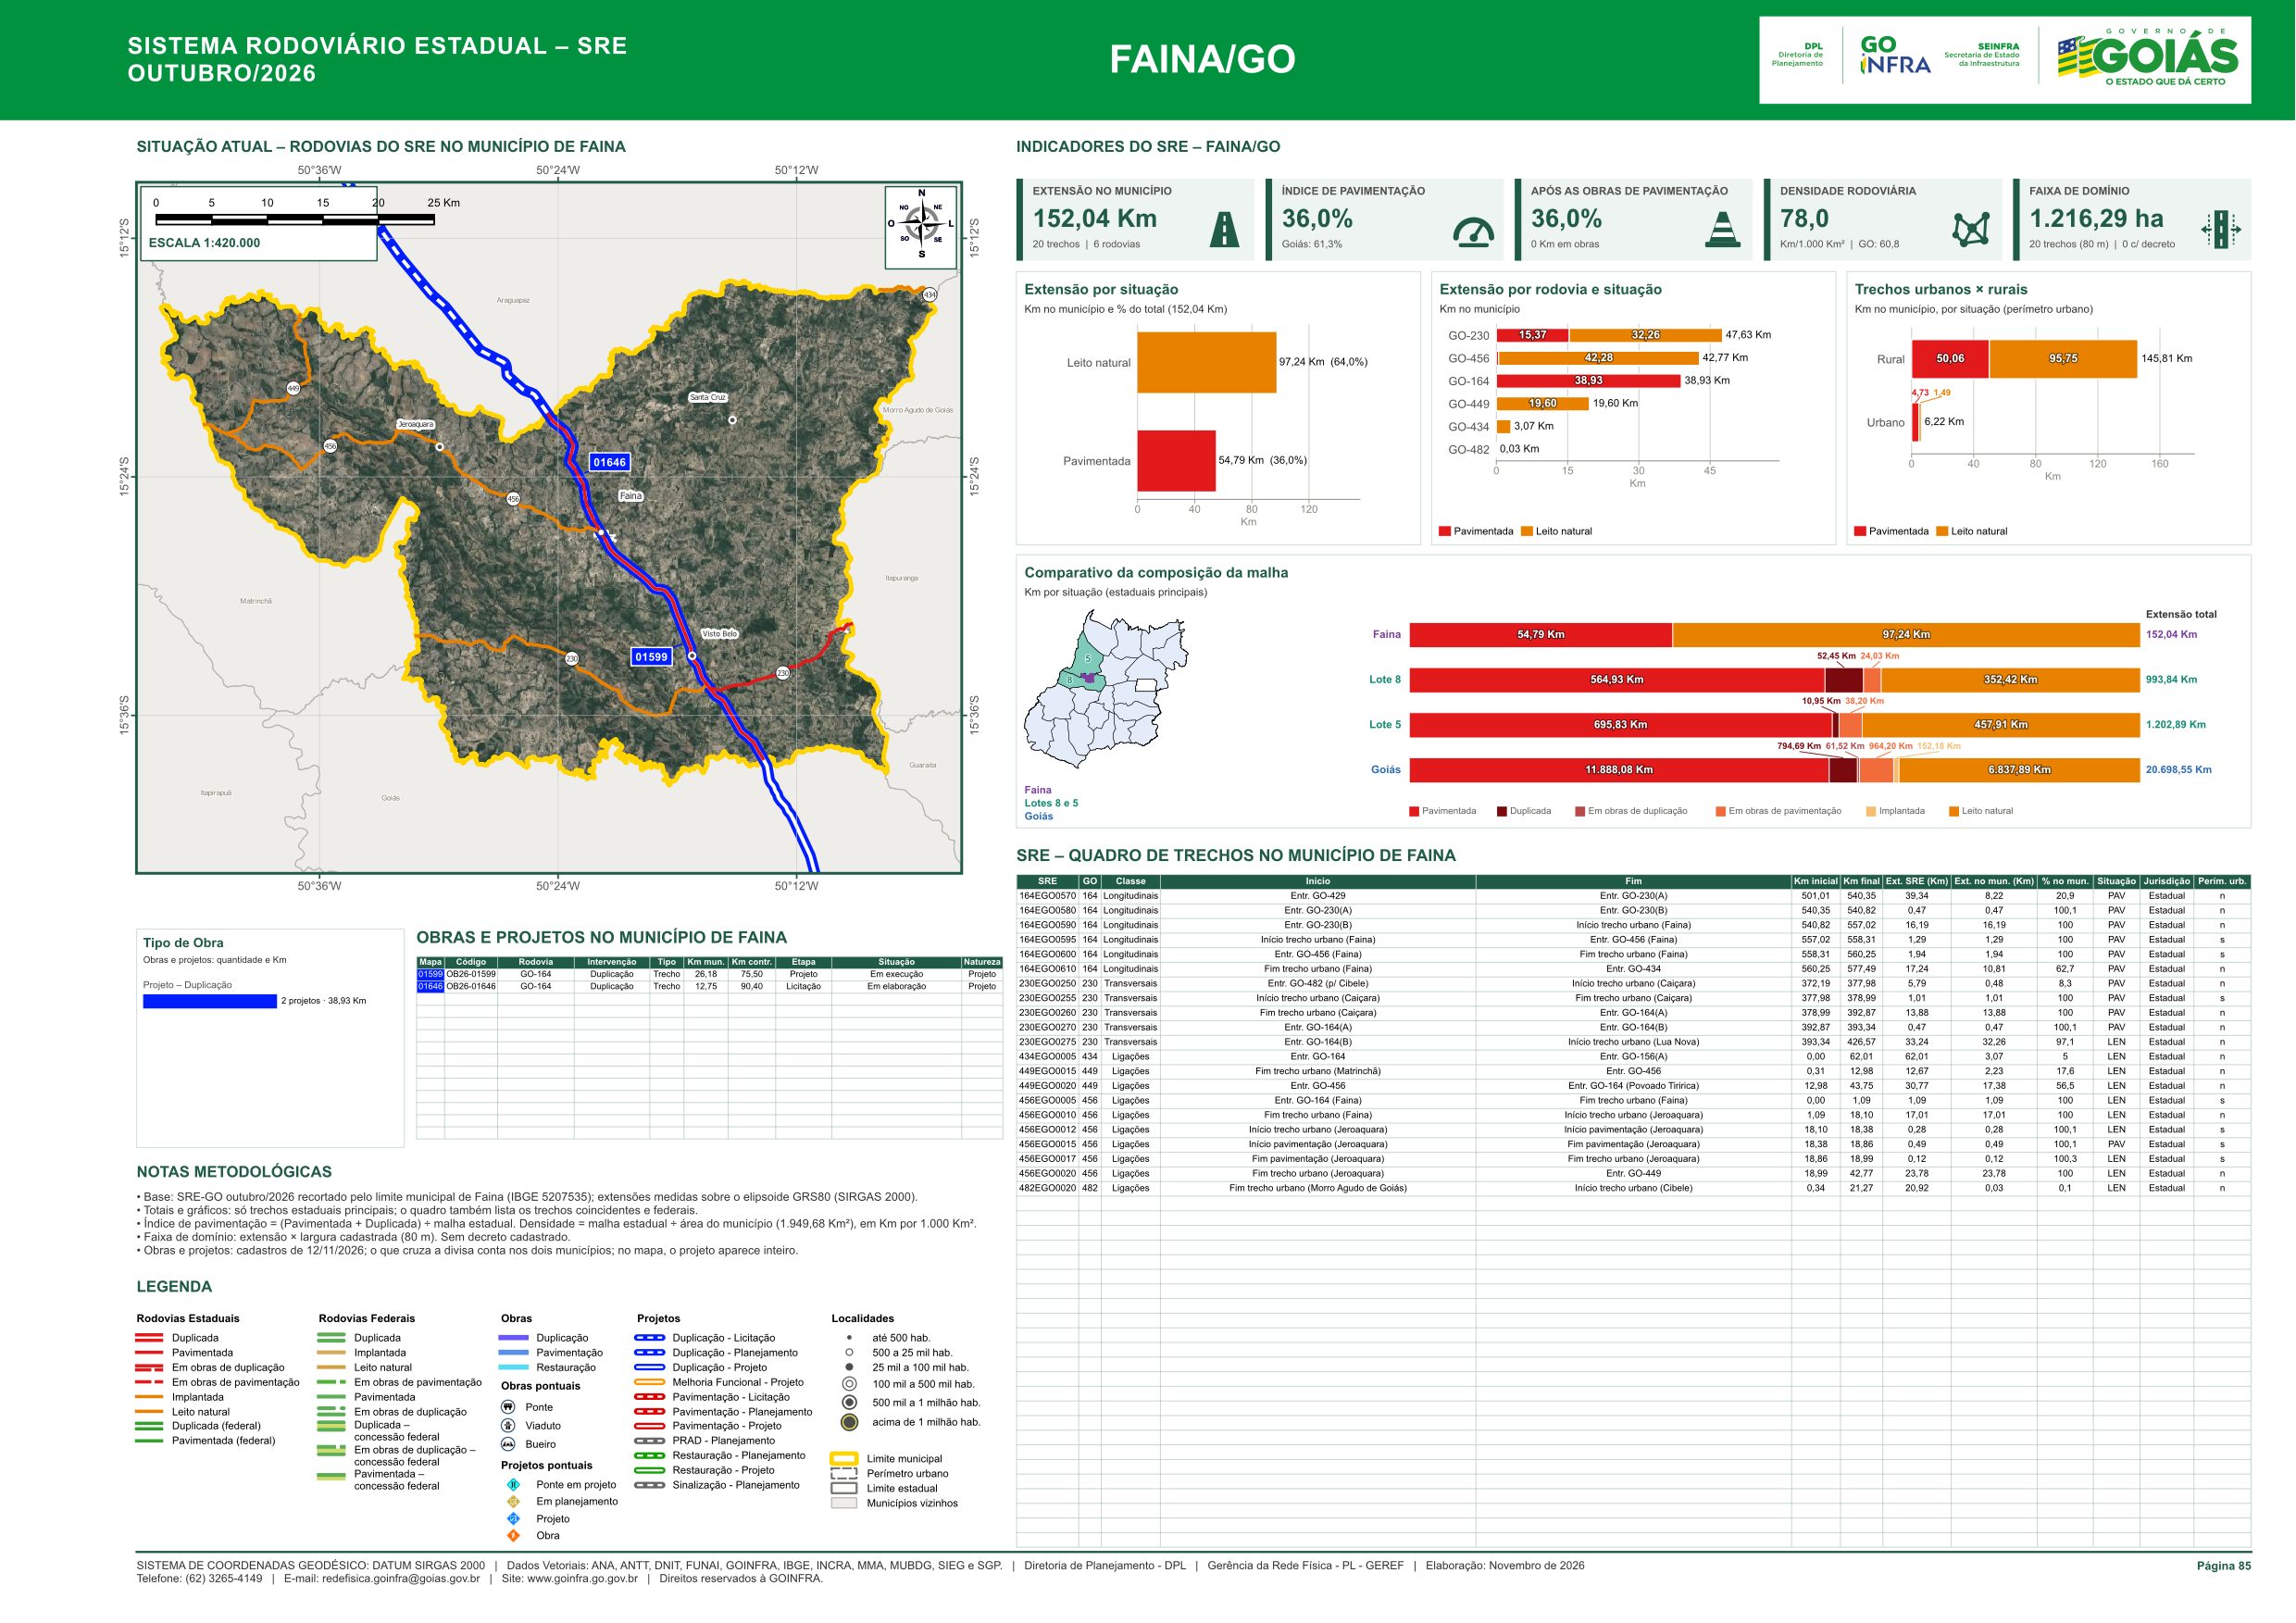 SISTEMA RODOVIÁRIO ESTADUAL – SRE
OUTUBRO/2026
FAINA/GO
DPL
Diretoria de
Planejamento
GO
iNFRA
SEINFRA
Secretaria de Estado
da Infraestrutura
GOVERNO DE
GOIÁS
O ESTADO QUE DÁ CERTO
SITUAÇÃO ATUAL – RODOVIAS DO SRE NO MUNICÍPIO DE FAINA
50°36'W 50°24'W 50°12'W
0 5 10 15 20 25 Km
ESCALA 1:420.000
N
NO NE
O L
SO SE
S
15°12'S 15°12'S
Araguapaz
434
449
Santa Cruz
Morro Agudo de Goiás
Jeroaquara
456
01646
15°24'S 15°24'S
Faina
456
Itapuranga
Matrinchã
Visto Belo
01599
230
230
15°36'S 15°36'S
Guaraíta
Itapirapuã
Goiás
50°36'W 50°24'W 50°12'W
INDICADORES DO SRE – FAINA/GO
EXTENSÃO NO MUNICÍPIO
152,04 Km
20 trechos | 6 rodovias
ÍNDICE DE PAVIMENTAÇÃO
36,0%
Goiás: 61,3%
APÓS AS OBRAS DE PAVIMENTAÇÃO
36,0%
0 Km em obras
DENSIDADE RODOVIÁRIA
78,0
Km/1.000 Km² | GO: 60,8
FAIXA DE DOMÍNIO
1.216,29 ha
20 trechos (80 m) | 0 c/ decreto
Extensão por situação
Km no município e % do total (152,04 Km)
Leito natural 97,24 Km (64,0%)
Pavimentada 54,79 Km (36,0%)
0 40 80 120
Km
Extensão por rodovia e situação
Km no município
GO-230 15,37 32,26 47,63 Km
GO-456 42,28 42,77 Km
GO-164 38,93 38,93 Km
GO-449 19,60 19,60 Km
GO-434 3,07 Km
GO-482 0,03 Km
0 15 30 45
Km
Pavimentada Leito natural
Trechos urbanos × rurais
Km no município, por situação (perímetro urbano)
Rural 50,06 95,75 145,81 Km
4,73 1,49
Urbano 6,22 Km
0 40 80 120 160
Km
Pavimentada Leito natural
Comparativo da composição da malha
Km por situação (estaduais principais)
5
8
Faina
Lotes 8 e 5
Goiás
Extensão total
Faina 54,79 Km 97,24 Km 152,04 Km
52,45 Km 24,03 Km
Lote 8 564,93 Km 352,42 Km 993,84 Km
10,95 Km 38,20 Km
Lote 5 695,83 Km 457,91 Km 1.202,89 Km
794,69 Km 61,52 Km 964,20 Km 152,18 Km
Goiás 11.888,08 Km 6.837,89 Km 20.698,55 Km
Pavimentada Duplicada Em obras de duplicação Em obras de pavimentação Implantada Leito natural
SRE – QUADRO DE TRECHOS NO MUNICÍPIO DE FAINA
SRE GO Classe Início Fim Km inicial Km final Ext. SRE (Km) Ext. no mun. (Km) % no mun. Situação Jurisdição Perím. urb.
164EGO0570 164 Longitudinais Entr. GO-429 Entr. GO-230(A) 501,01 540,35 39,34 8,22 20,9 PAV Estadual n
164EGO0580 164 Longitudinais Entr. GO-230(A) Entr. GO-230(B) 540,35 540,82 0,47 0,47 100,1 PAV Estadual n
164EGO0590 164 Longitudinais Entr. GO-230(B) Início trecho urbano (Faina) 540,82 557,02 16,19 16,19 100 PAV Estadual n
164EGO0595 164 Longitudinais Início trecho urbano (Faina) Entr. GO-456 (Faina) 557,02 558,31 1,29 1,29 100 PAV Estadual s
164EGO0600 164 Longitudinais Entr. GO-456 (Faina) Fim trecho urbano (Faina) 558,31 560,25 1,94 1,94 100 PAV Estadual s
164EGO0610 164 Longitudinais Fim trecho urbano (Faina) Entr. GO-434 560,25 577,49 17,24 10,81 62,7 PAV Estadual n
230EGO0250 230 Transversais Entr. GO-482 (p/ Cibele) Início trecho urbano (Caiçara) 372,19 377,98 5,79 0,48 8,3 PAV Estadual n
230EGO0255 230 Transversais Início trecho urbano (Caiçara) Fim trecho urbano (Caiçara) 377,98 378,99 1,01 1,01 100 PAV Estadual s
230EGO0260 230 Transversais Fim trecho urbano (Caiçara) Entr. GO-164(A) 378,99 392,87 13,88 13,88 100 PAV Estadual n
230EGO0270 230 Transversais Entr. GO-164(A) Entr. GO-164(B) 392,87 393,34 0,47 0,47 100,1 PAV Estadual n
230EGO0275 230 Transversais Entr. GO-164(B) Início trecho urbano (Lua Nova) 393,34 426,57 33,24 32,26 97,1 LEN Estadual n
434EGO0005 434 Ligações Entr. GO-164 Entr. GO-156(A) 0,00 62,01 62,01 3,07 5 LEN Estadual n
449EGO0015 449 Ligações Fim trecho urbano (Matrinchã) Entr. GO-456 0,31 12,98 12,67 2,23 17,6 LEN Estadual n
449EGO0020 449 Ligações Entr. GO-456 Entr. GO-164 (Povoado Tiririca) 12,98 43,75 30,77 17,38 56,5 LEN Estadual n
456EGO0005 456 Ligações Entr. GO-164 (Faina) Fim trecho urbano (Faina) 0,00 1,09 1,09 1,09 100 LEN Estadual s
456EGO0010 456 Ligações Fim trecho urbano (Faina) Início trecho urbano (Jeroaquara) 1,09 18,10 17,01 17,01 100 LEN Estadual n
456EGO0012 456 Ligações Início trecho urbano (Jeroaquara) Início pavimentação (Jeroaquara) 18,10 18,38 0,28 0,28 100,1 LEN Estadual s
456EGO0015 456 Ligações Início pavimentação (Jeroaquara) Fim pavimentação (Jeroaquara) 18,38 18,86 0,49 0,49 100,1 PAV Estadual s
456EGO0017 456 Ligações Fim pavimentação (Jeroaquara) Fim trecho urbano (Jeroaquara) 18,86 18,99 0,12 0,12 100,3 LEN Estadual s
456EGO0020 456 Ligações Fim trecho urbano (Jeroaquara) Entr. GO-449 18,99 42,77 23,78 23,78 100 LEN Estadual n
482EGO0020 482 Ligações Fim trecho urbano (Morro Agudo de Goiás) Início trecho urbano (Cibele) 0,34 21,27 20,92 0,03 0,1 LEN Estadual n
Tipo de Obra
Obras e projetos: quantidade e Km
Projeto – Duplicação
2 projetos · 38,93 Km
OBRAS E PROJETOS NO MUNICÍPIO DE FAINA
Mapa Código Rodovia Intervenção Tipo Km mun. Km contr. Etapa Situação Natureza
01599 OB26-01599 GO-164 Duplicação Trecho 26,18 75,50 Projeto Em execução Projeto
01646 OB26-01646 GO-164 Duplicação Trecho 12,75 90,40 Licitação Em elaboração Projeto
NOTAS METODOLÓGICAS
• Base: SRE-GO outubro/2026 recortado pelo limite municipal de Faina (IBGE 5207535); extensões medidas sobre o elipsoide GRS80 (SIRGAS 2000).
• Totais e gráficos: só trechos estaduais principais; o quadro também lista os trechos coincidentes e federais.
• Índice de pavimentação = (Pavimentada + Duplicada) ÷ malha estadual. Densidade = malha estadual ÷ área do município (1.949,68 Km²), em Km por 1.000 Km².
• Faixa de domínio: extensão × largura cadastrada (80 m). Sem decreto cadastrado.
• Obras e projetos: cadastros de 12/11/2026; o que cruza a divisa conta nos dois municípios; no mapa, o projeto aparece inteiro.
LEGENDA
Rodovias Estaduais
Duplicada
Pavimentada
Em obras de duplicação
Em obras de pavimentação
Implantada
Leito natural
Duplicada (federal)
Pavimentada (federal)
Rodovias Federais
Duplicada
Implantada
Leito natural
Em obras de pavimentação
Pavimentada
Em obras de duplicação
Duplicada –
concessão federal
Em obras de duplicação –
concessão federal
Pavimentada –
concessão federal
Obras
Duplicação
Pavimentação
Restauração
Obras pontuais
Ponte
Viaduto
Bueiro
Projetos pontuais
Ponte em projeto
Em planejamento
Projeto
Obra
Projetos
Duplicação - Licitação
Duplicação - Planejamento
Duplicação - Projeto
Melhoria Funcional - Projeto
Pavimentação - Licitação
Pavimentação - Planejamento
Pavimentação - Projeto
PRAD - Planejamento
Restauração - Planejamento
Restauração - Projeto
Sinalização - Planejamento
Localidades
até 500 hab.
500 a 25 mil hab.
25 mil a 100 mil hab.
100 mil a 500 mil hab.
500 mil a 1 milhão hab.
acima de 1 milhão hab.
Limite municipal
Perímetro urbano
Limite estadual
Municípios vizinhos
SISTEMA DE COORDENADAS GEODÉSICO: DATUM SIRGAS 2000 | Dados Vetoriais: ANA, ANTT, DNIT, FUNAI, GOINFRA, IBGE, INCRA, MMA, MUBDG, SIEG e SGP. | Diretoria de Planejamento - DPL | Gerência da Rede Física - PL - GEREF | Elaboração: Novembro de 2026
Página 85
Telefone: (62) 3265-4149 | E-mail: redefisica.goinfra@goias.gov.br | Site: www.goinfra.go.gov.br | Direitos reservados à GOINFRA.